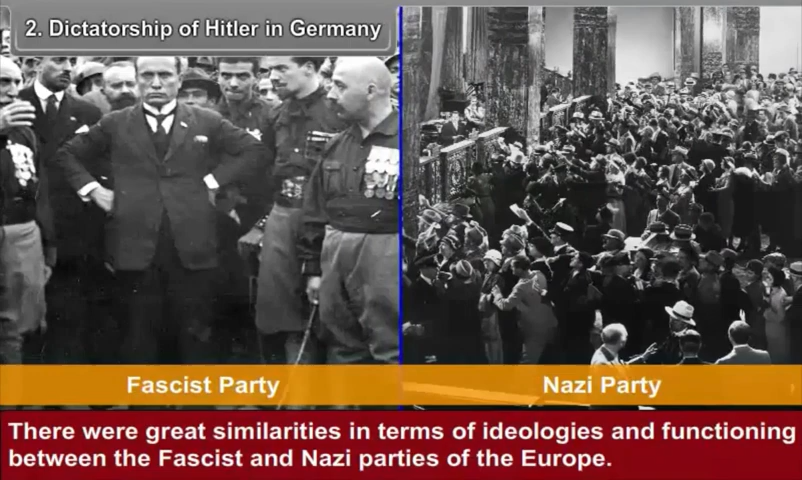 2. Dictatorship of Hitler in Germany
Fascist Party
Nazi Party
There were great similarities in terms of ideologies and functioning
between the Fascist and Nazi parties of the Europe.